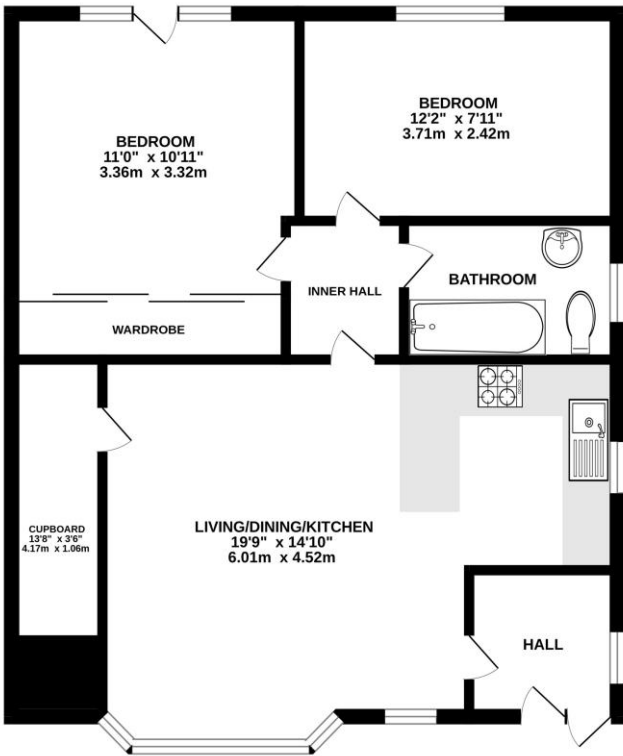 BEDROOM
11'0" x 10'11"
3.36m x 3.32m
BEDROOM
12'2" x 7'11"
3.71m x 2.42m
BATHROOM
INNER HALL
WARDROBE
CUPBOARD
13'8" x 3'6"
4.17m x 1.06m
LIVING/DINING/KITCHEN
19'9" x 14'10"
6.01m x 4.52m
HALL